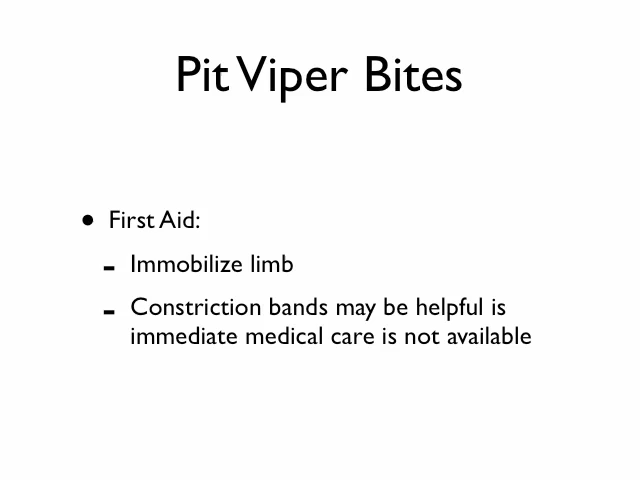 Pit Viper Bites
• First Aid:
- Immobilize limb
- Constriction bands may be helpful is
immediate medical care is not available